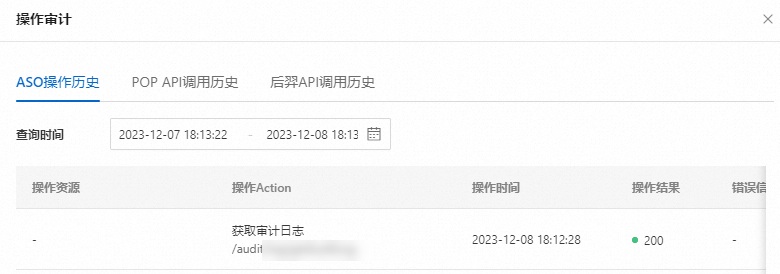 操作审计
ASO操作历史 POP API调用历史 后羿API调用历史
查询时间 2023-12-07 18:13:22 - 2023-12-08 18:13
操作资源 操作Action 操作时间 操作结果 错误信
获取审计日志
- /audit 2023-12-08 18:12:28 200 -